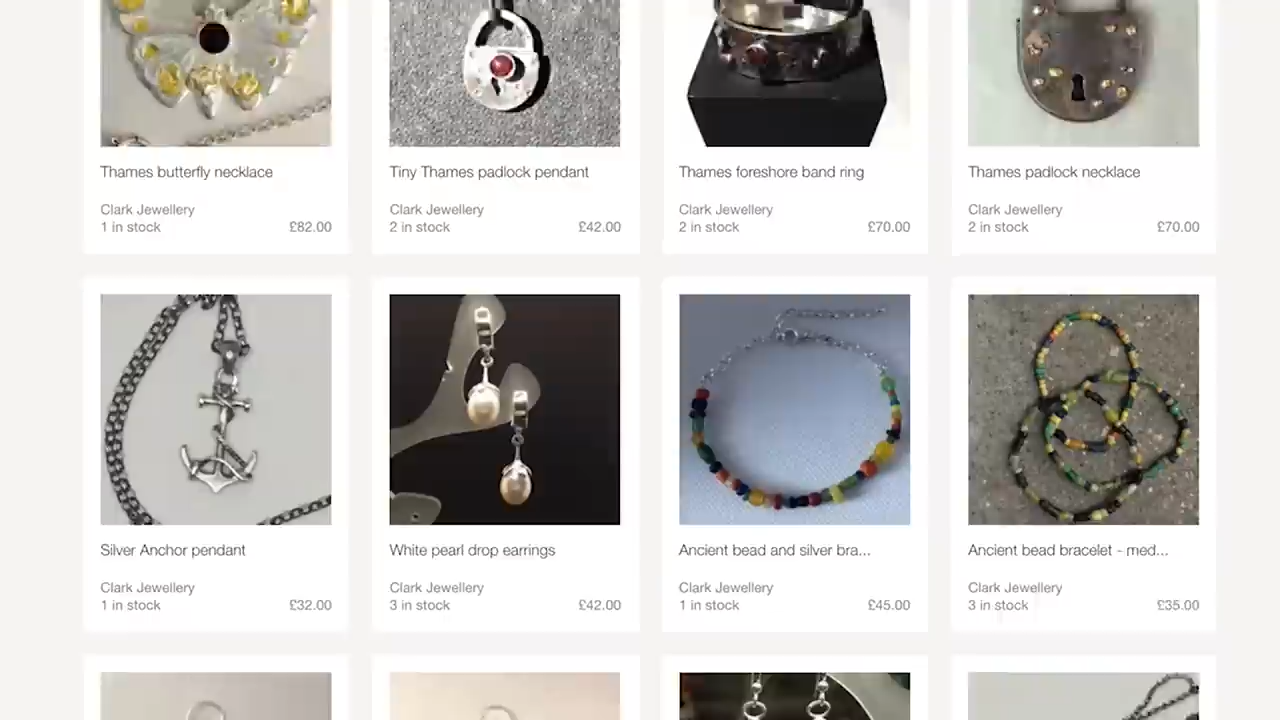 Thames butterfly necklace
Clark Jewellery
1 in stock £82.00
Tiny Thames padlock pendant
Clark Jewellery
2 in stock £42.00
Thames foreshore band ring
Clark Jewellery
2 in stock £70.00
Thames padlock necklace
Clark Jewellery
2 in stock £70.00
Silver Anchor pendant
Clark Jewellery
1 in stock £32.00
White pearl drop earrings
Clark Jewellery
3 in stock £42.00
Ancient bead and silver bra...
Clark Jewellery
1 in stock £45.00
Ancient bead bracelet - med...
Clark Jewellery
3 in stock £35.00